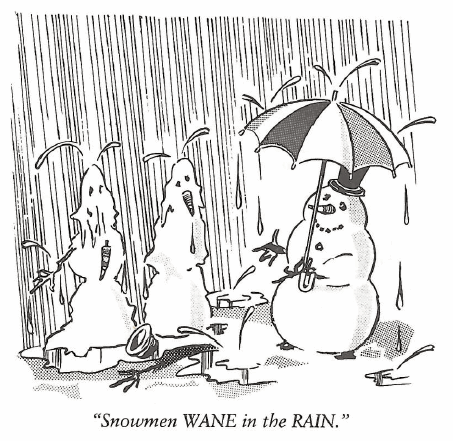 "Snowmen WANE in the RAIN."